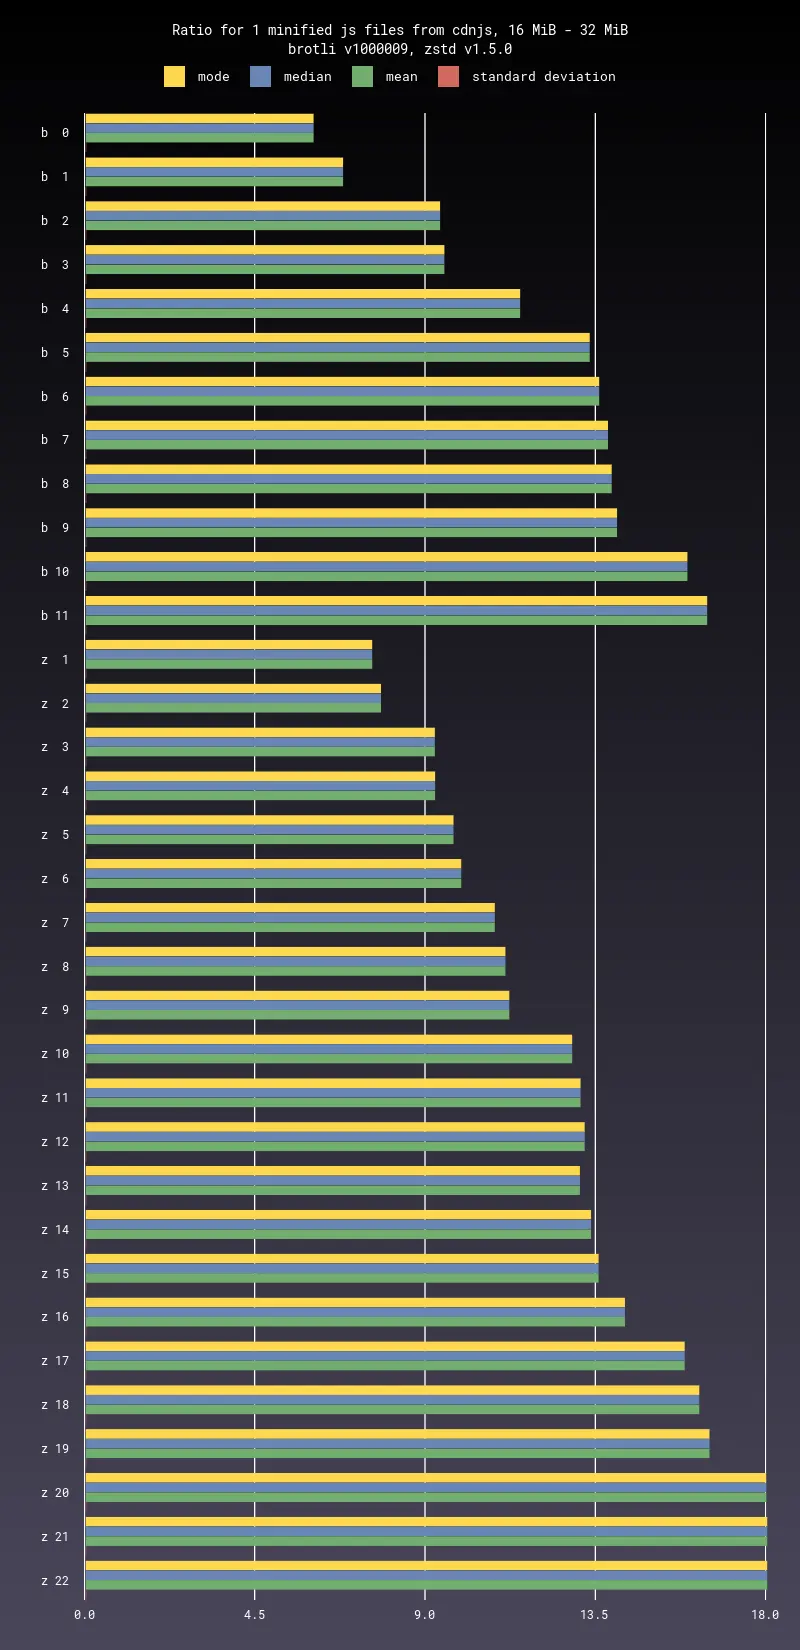 Ratio for 1 minified js files from cdnjs, 16 MiB - 32 MiB
brotli v1000009, zstd v1.5.0
mode median mean standard deviation
b 0
b 1
b 2
b 3
b 4
b 5
b 6
b 7
b 8
b 9
b 10
b 11
z 1
z 2
z 3
z 4
z 5
z 6
z 7
z 8
z 9
z 10
z 11
z 12
z 13
z 14
z 15
z 16
z 17
z 18
z 19
z 20
z 21
z 22
0.0 4.5 9.0 13.5 18.0